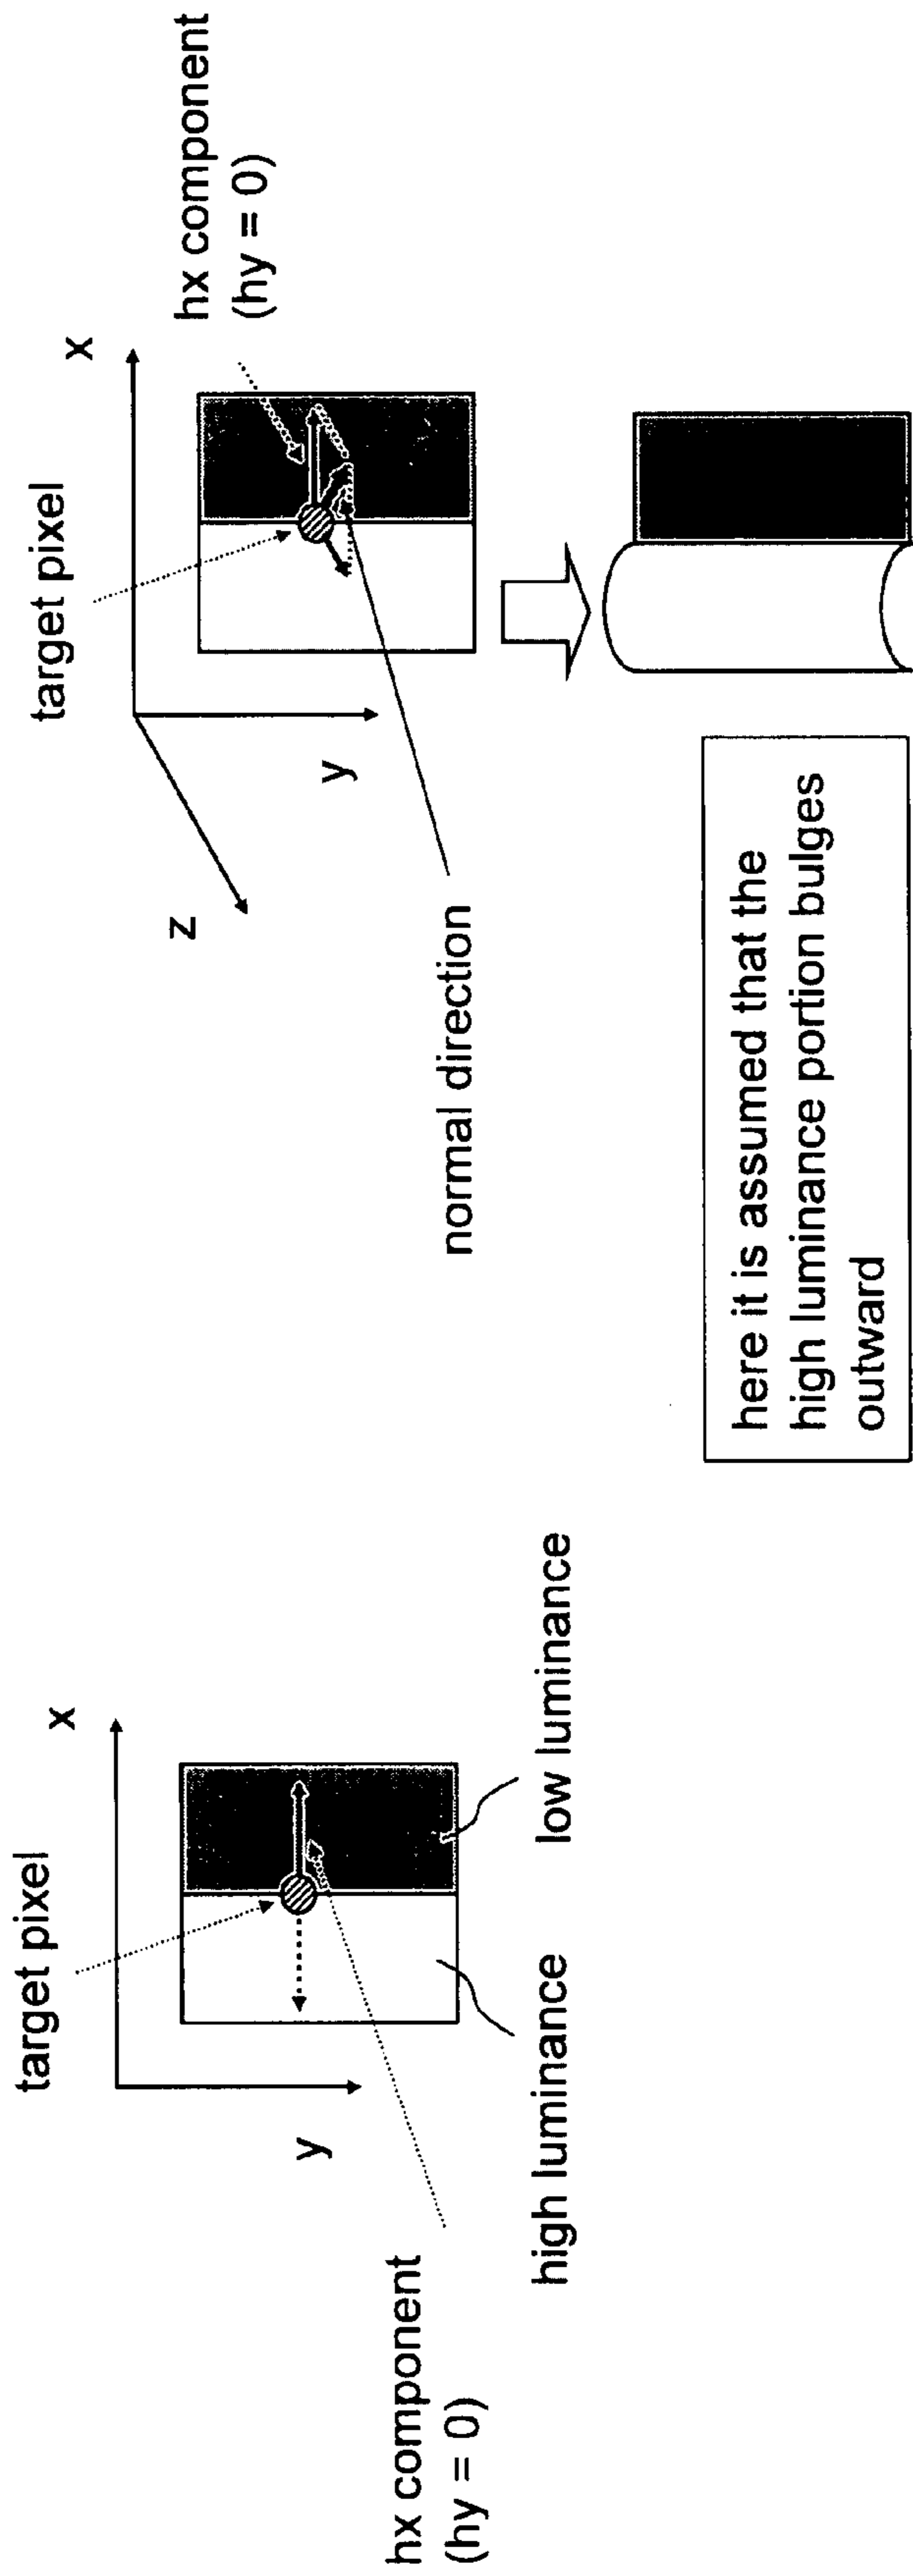 target pixel
x
y
hx component
(hy = 0)
high luminance
low luminance
target pixel
x
hx component
(hy = 0)
z
y
normal direction
here it is assumed that the
high luminance portion bulges
outward